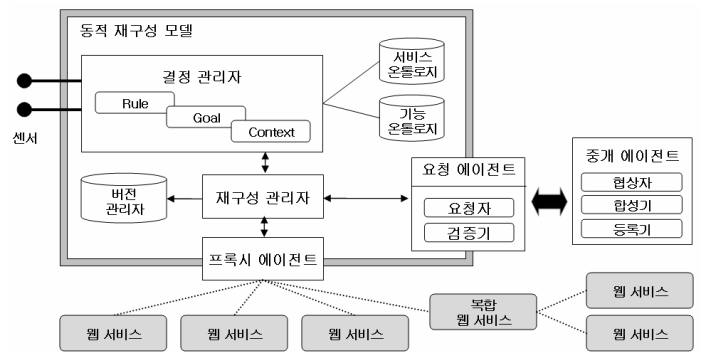 동적 재구성 모델
결정 관리자
Rule
Goal
Context
서비스
온톨로지
기능
온톨로지
센서
버전
관리자
재구성 관리자
요청 에이전트
요청자
검증기
중개 에이전트
협상자
합성기
등록기
프록시 에이전트
웹 서비스
웹 서비스
웹 서비스
복합
웹 서비스
웹 서비스
웹 서비스